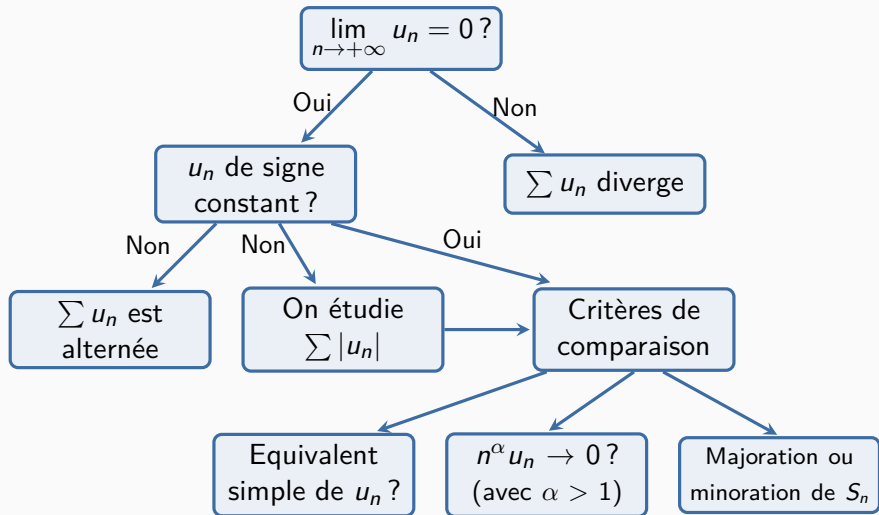 lim u_n = 0 ?
n→+∞
Oui
Non
u_n de signe
constant ?
∑ u_n diverge
Non
Non
Oui
∑ u_n est
alternée
On étudie
∑ |u_n|
Critères de
comparaison
Equivalent
simple de u_n ?
n^α u_n → 0 ?
(avec α > 1)
Majoration ou
minoration de S_n